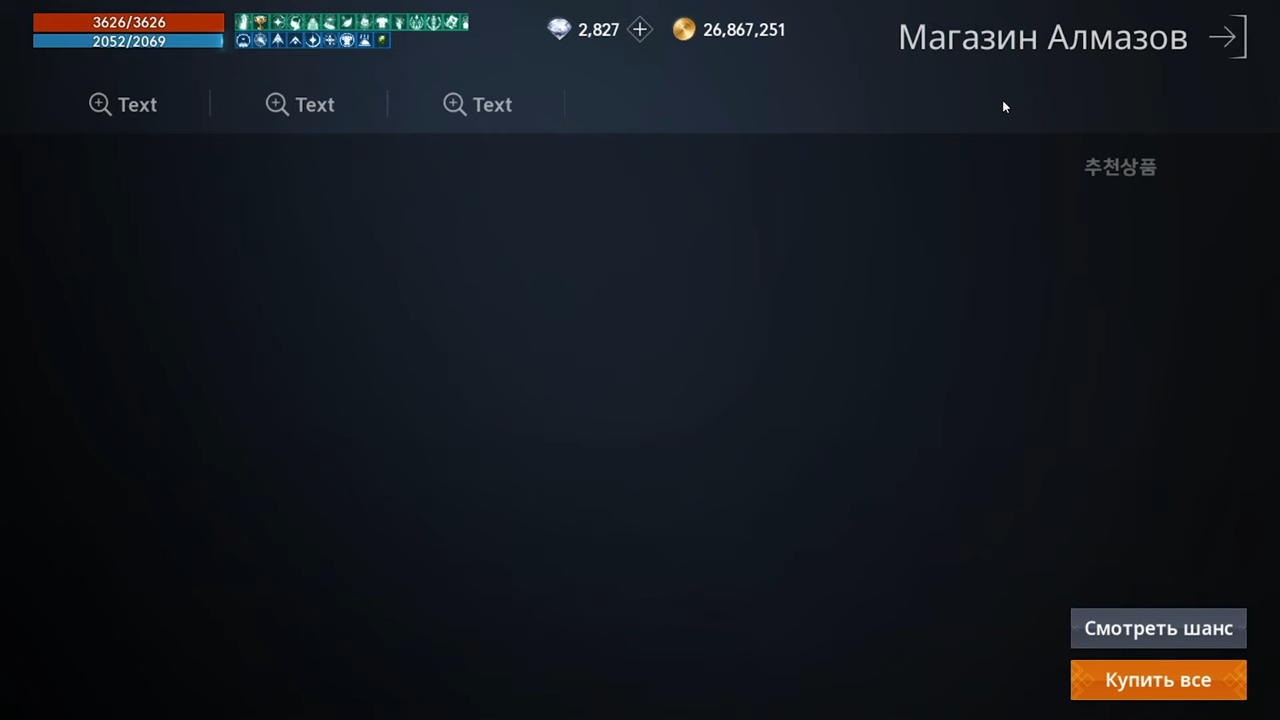 3626/3626
2052/2069
2,827
26,867,251
Магазин Алмазов
Text
Text
Text
추천상품
Смотреть шанс
Купить все